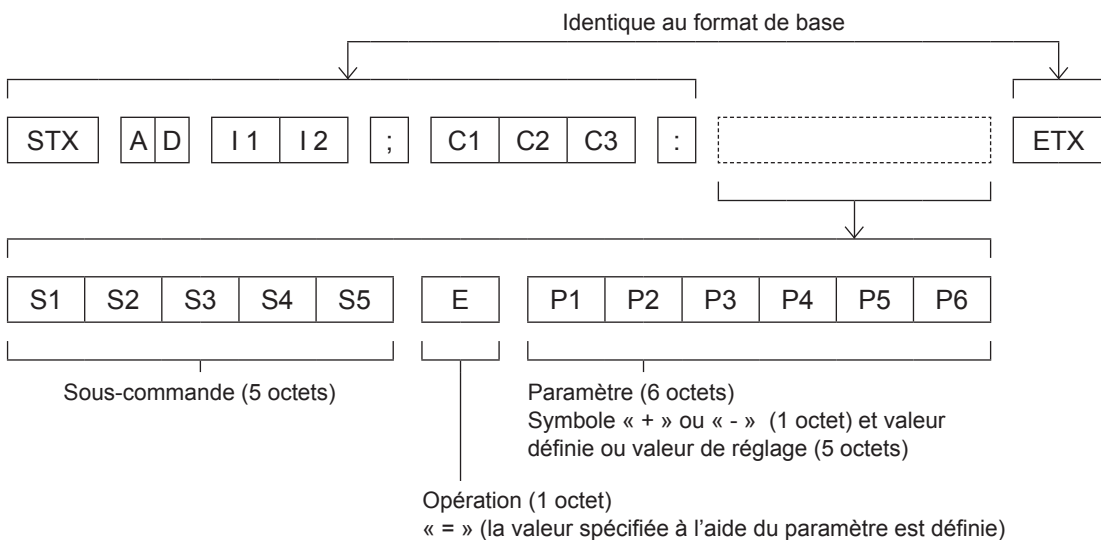 Identique au format de base
STX A D I 1 I 2 ; C1 C2 C3 : ETX
S1 S2 S3 S4 S5 E P1 P2 P3 P4 P5 P6
Sous-commande (5 octets)
Paramètre (6 octets)
Symbole « + » ou « - » (1 octet) et valeur
définie ou valeur de réglage (5 octets)
Opération (1 octet)
« = » (la valeur spécifiée à l’aide du paramètre est définie)